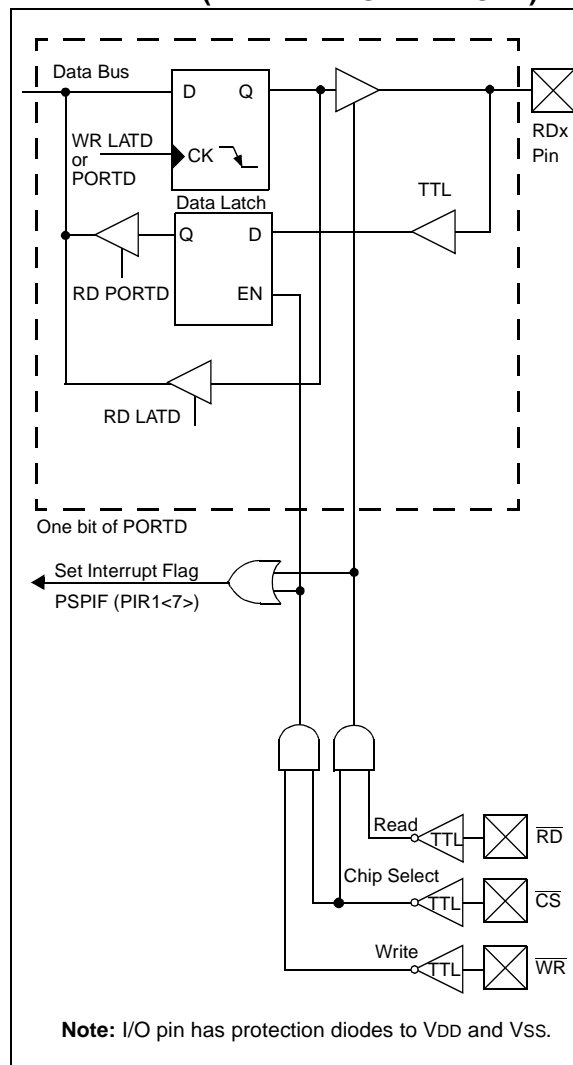 Data Bus
D Q
WR LATD
or
PORTD
CK
RDx
Pin
Data Latch
TTL
Q D
RD PORTD
EN
RD LATD
One bit of PORTD
Set Interrupt Flag
PSPIF (PIR1<7>)
Read
TTL
RD
Chip Select
TTL
CS
Write
TTL
WR
Note: I/O pin has protection diodes to VDD and VSS.